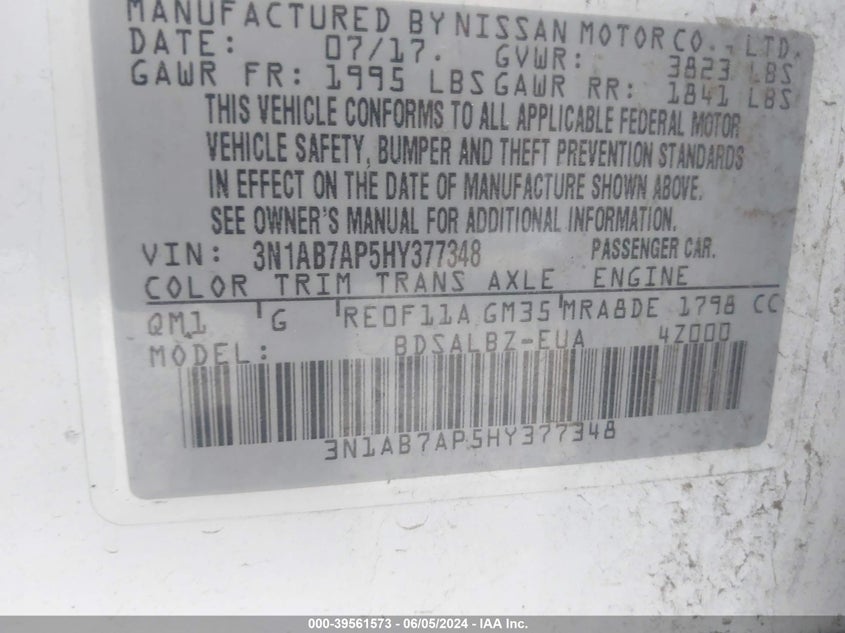 MANUFACTURED BY NISSAN MOTOR CO., LTD.
DATE: 07/17. GVWR: 3823 LBS
GAWR FR: 1995 LBS GAWR RR: 1841 LBS
THIS VEHICLE CONFORMS TO ALL APPLICABLE FEDERAL MOTOR
VEHICLE SAFETY, BUMPER AND THEFT PREVENTION STANDARDS
IN EFFECT ON THE DATE OF MANUFACTURE SHOWN ABOVE.
SEE OWNER'S MANUAL FOR ADDITIONAL INFORMATION.
VIN: 3N1AB7AP5HY377348 PASSENGER CAR.
COLOR TRIM TRANS AXLE ENGINE
QM1 G RE0F11A GM35 MRA8DE 1798 CC
MODEL: BDSALBZ-EUA 4Z000
3N1AB7AP5HY377348
000-39561573 - 06/05/2024 - IAA Inc.